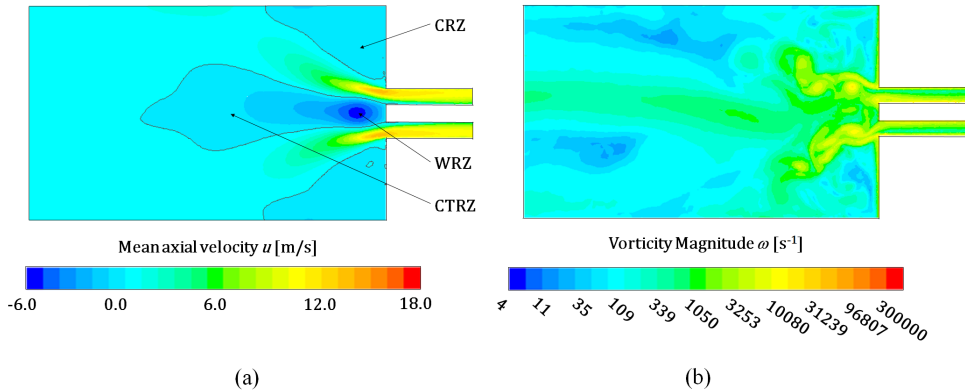 CRZ
WRZ
CTRZ
Mean axial velocity u [m/s]
-6.0 0.0 6.0 12.0 18.0
(a)
Vorticity Magnitude ω [s⁻¹]
4 11 35 109 339 1050 3253 10080 31239 96807 300000
(b)